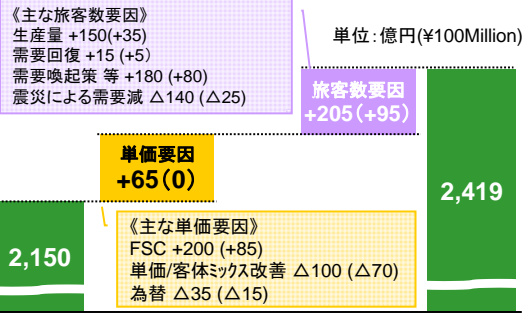 《主な旅客数要因》
生産量 +150(+35)
需要回復 +15 (+5)
需要喚起策 等 +180 (+80)
震災による需要減 △140 (△25)
単位：億円(¥100Million)
旅客数要因
+205（+95）
単価要因
+65（0）
2,419
2,150
《主な単価要因》
FSC +200 (+85)
単価/客体ﾐｯｸｽ改善 △100 (△70)
為替 △35 (△15)